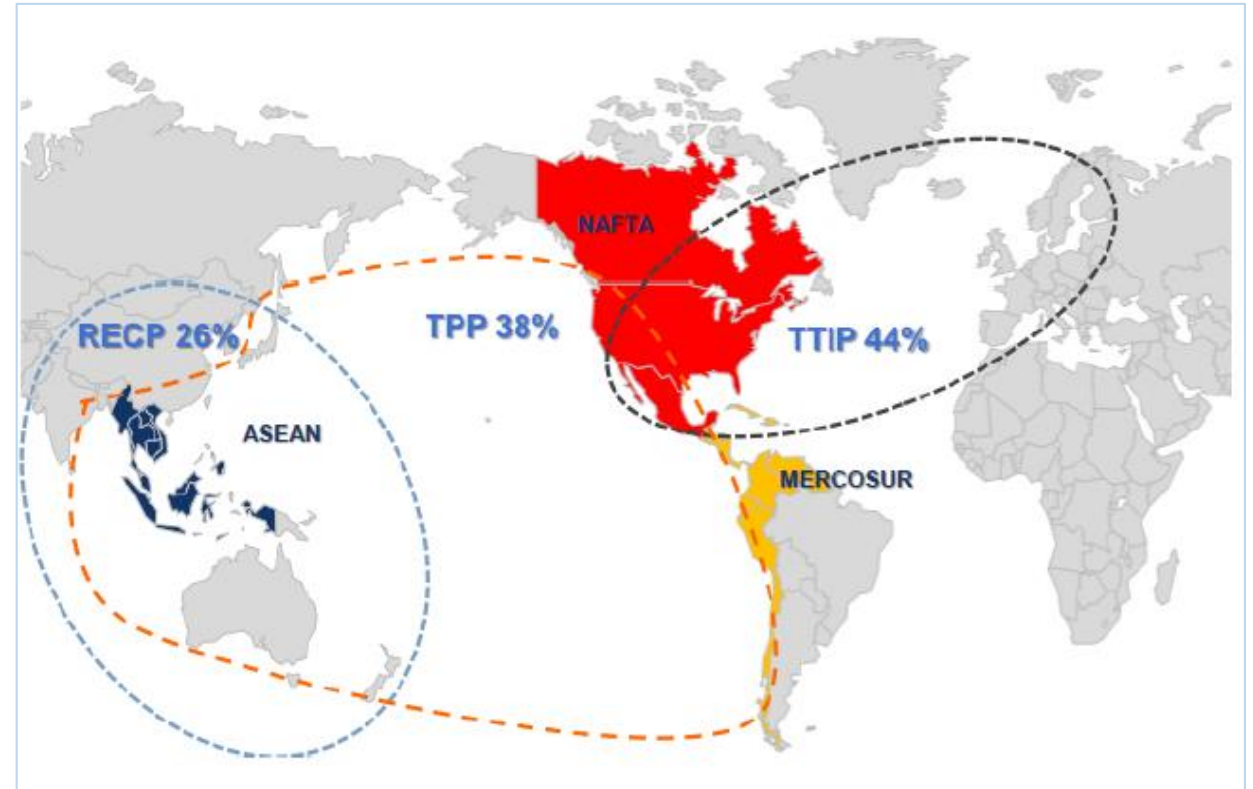 NAFTA
RECP 26%
TPP 38%
TTIP 44%
ASEAN
MERCOSUR